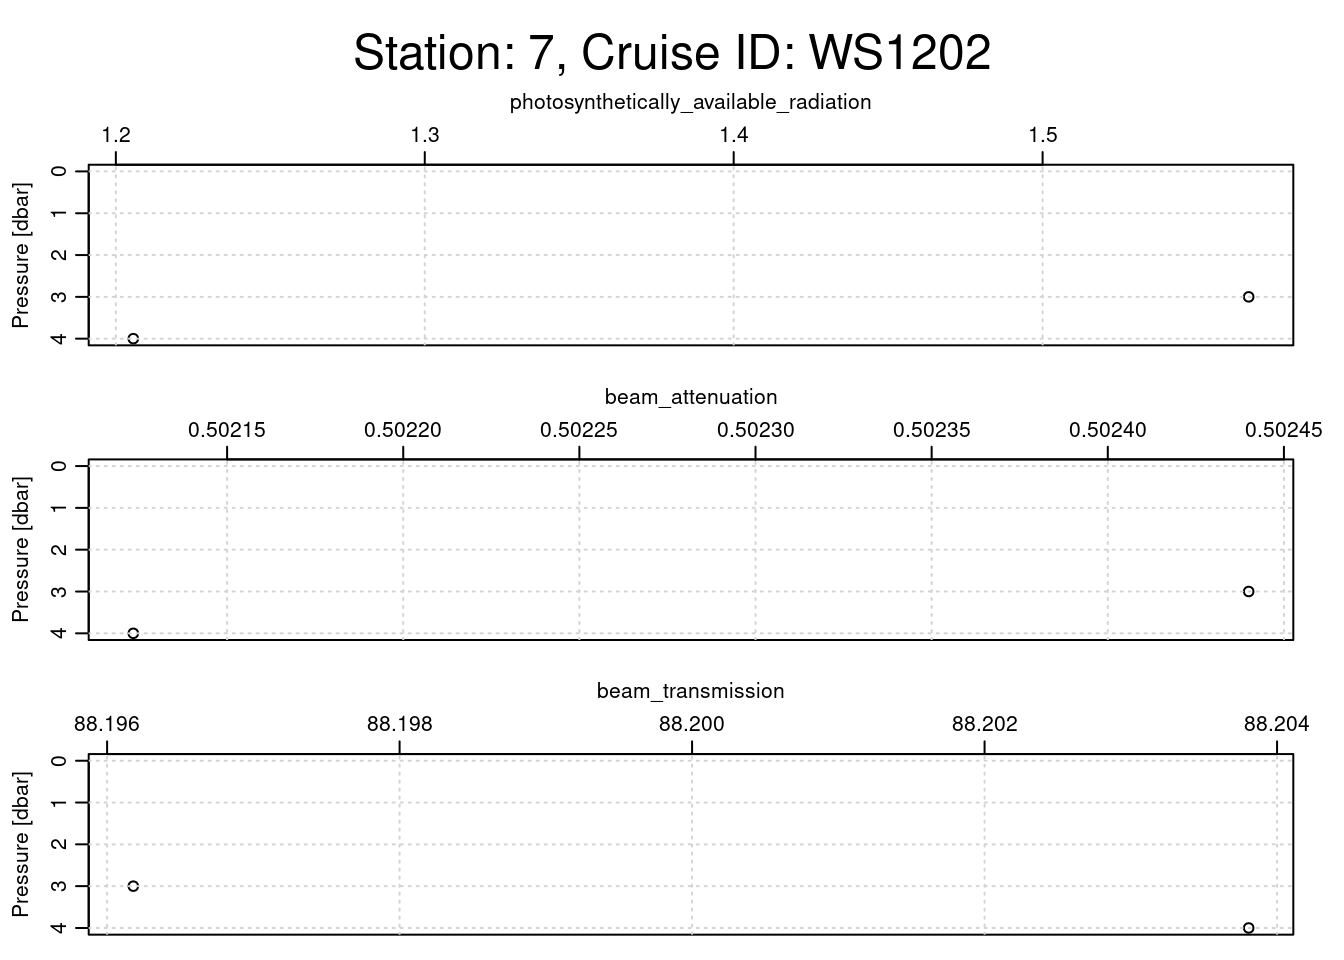 Station: 7, Cruise ID: WS1202
photosynthetically_available_radiation
1.2 1.3 1.4 1.5
Pressure [dbar]
0
1
2
3
4
beam_attenuation
0.50215 0.50220 0.50225 0.50230 0.50235 0.50240 0.50245
Pressure [dbar]
0
1
2
3
4
beam_transmission
88.196 88.198 88.200 88.202 88.204
Pressure [dbar]
0
1
2
3
4